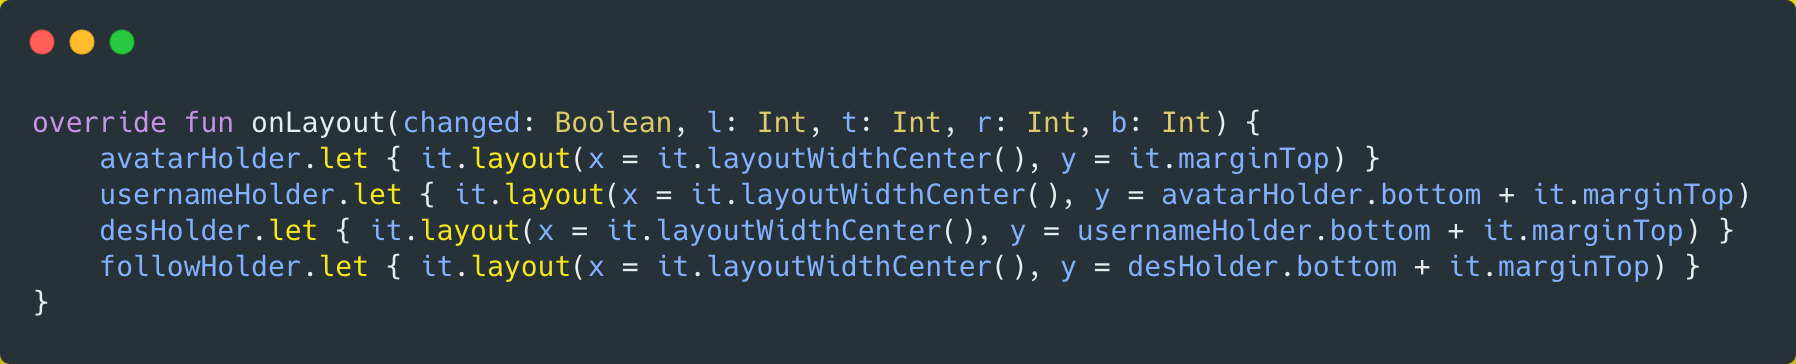 override fun onLayout(changed: Boolean, l: Int, t: Int, r: Int, b: Int) {
    avatarHolder.let { it.layout(x = it.layoutWidthCenter(), y = it.marginTop) }
    usernameHolder.let { it.layout(x = it.layoutWidthCenter(), y = avatarHolder.bottom + it.marginTop)
    desHolder.let { it.layout(x = it.layoutWidthCenter(), y = usernameHolder.bottom + it.marginTop) }
    followHolder.let { it.layout(x = it.layoutWidthCenter(), y = desHolder.bottom + it.marginTop) }
}